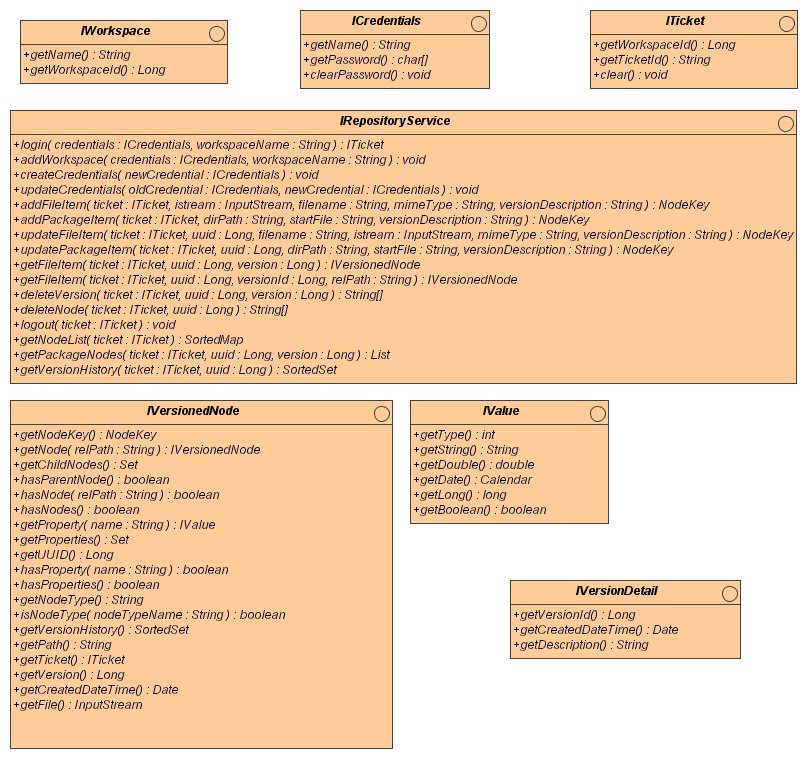 IWorkspace
+getName() : String
+getWorkspaceId() : Long
ICredentials
+getName() : String
+getPassword() : char[]
+clearPassword() : void
ITicket
+getWorkspaceId() : Long
+getTicketId() : String
+clear() : void
IRepositoryService
+login( credentials : ICredentials, workspaceName : String ) : ITicket
+addWorkspace( credentials : ICredentials, workspaceName : String ) : void
+createCredentials( newCredential : ICredentials ) : void
+updateCredentials( oldCredential : ICredentials, newCredential : ICredentials ) : void
+addFileItem( ticket : ITicket, istream : InputStream, filename : String, mimeType : String, versionDescription : String ) : NodeKey
+addPackageItem( ticket : ITicket, dirPath : String, startFile : String, versionDescription : String ) : NodeKey
+updateFileItem( ticket : ITicket, uuid : Long, filename : String, istream : InputStream, mimeType : String, versionDescription : String ) : NodeKey
+updatePackageItem( ticket : ITicket, uuid : Long, dirPath : String, startFile : String, versionDescription : String ) : NodeKey
+getFileItem( ticket : ITicket, uuid : Long, version : Long ) : IVersionedNode
+getFileItem( ticket : ITicket, uuid : Long, versionId : Long, relPath : String ) : IVersionedNode
+deleteVersion( ticket : ITicket, uuid : Long, version : Long ) : String[]
+deleteNode( ticket : ITicket, uuid : Long ) : String[]
+logout( ticket : ITicket ) : void
+getNodeList( ticket : ITicket ) : SortedMap
+getPackageNodes( ticket : ITicket, uuid : Long, version : Long ) : List
+getVersionHistory( ticket : ITicket, uuid : Long ) : SortedSet
IVersionedNode
+getNodeKey() : NodeKey
+getNode( relPath : String ) : IVersionedNode
+getChildNodes() : Set
+hasParentNode() : boolean
+hasNode( relPath : String ) : boolean
+hasNodes() : boolean
+getProperty( name : String ) : IValue
+getProperties() : Set
+getUUID() : Long
+hasProperty( name : String ) : boolean
+hasProperties() : boolean
+getNodeType() : String
+isNodeType( nodeTypeName : String ) : boolean
+getVersionHistory() : SortedSet
+getPath() : String
+getTicket() : ITicket
+getVersion() : Long
+getCreatedDateTime() : Date
+getFile() : InputStream
IValue
+getType() : int
+getString() : String
+getDouble() : double
+getDate() : Calendar
+getLong() : long
+getBoolean() : boolean
IVersionDetail
+getVersionId() : Long
+getCreatedDateTime() : Date
+getDescription() : String